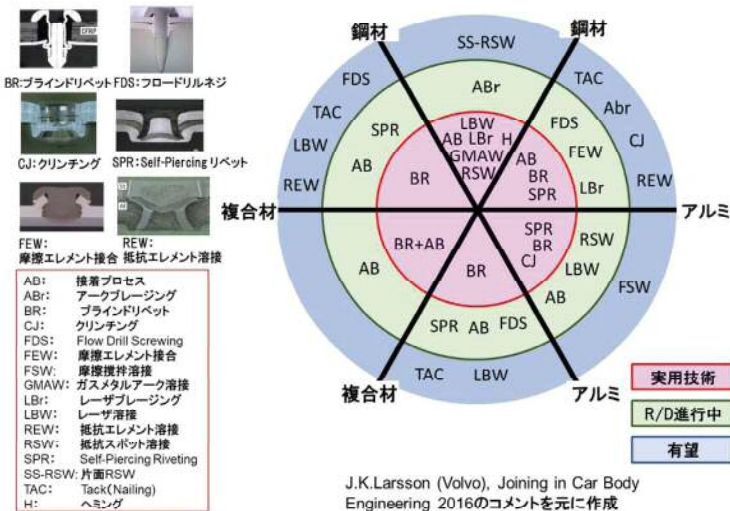 CFRP
BR:ブラインドリベット FDS:フロードリルネジ
CJ:クリンチング
SPR:Self-Piercing リベット
FEW:
摩擦エレメント接合
REW:
抵抗エレメント溶接
AB: 接着プロセス
ABr: アークブレージング
BR: ブラインドリベット
CJ: クリンチング
FDS: Flow Drill Screwing
FEW: 摩擦エレメント接合
FSW: 摩擦撹拌溶接
GMAW: ガスメタルアーク溶接
LBr: レーザブレージング
LBW: レーザ溶接
REW: 抵抗エレメント溶接
RSW: 抵抗スポット溶接
SPR: Self-Piercing Riveting
SS-RSW: 片面RSW
TAC: Tack(Nailing)
H: ヘミング
鋼材
鋼材
アルミ
アルミ
複合材
複合材
SS-RSW
ABr
LBW
AB LBr H
GMAW
RSW
TAC
Abr
CJ
REW
FDS
FEW
LBr
AB
BR
SPR
FSW
RSW
LBW
AB
SPR
BR
CJ
TAC
LBW
SPR AB FDS
BR
AB
BR+AB
FDS
TAC
LBW
REW
SPR
AB
BR
実用技術
R/D進行中
有望
J.K.Larsson (Volvo), Joining in Car Body
Engineering 2016のコメントを元に作成